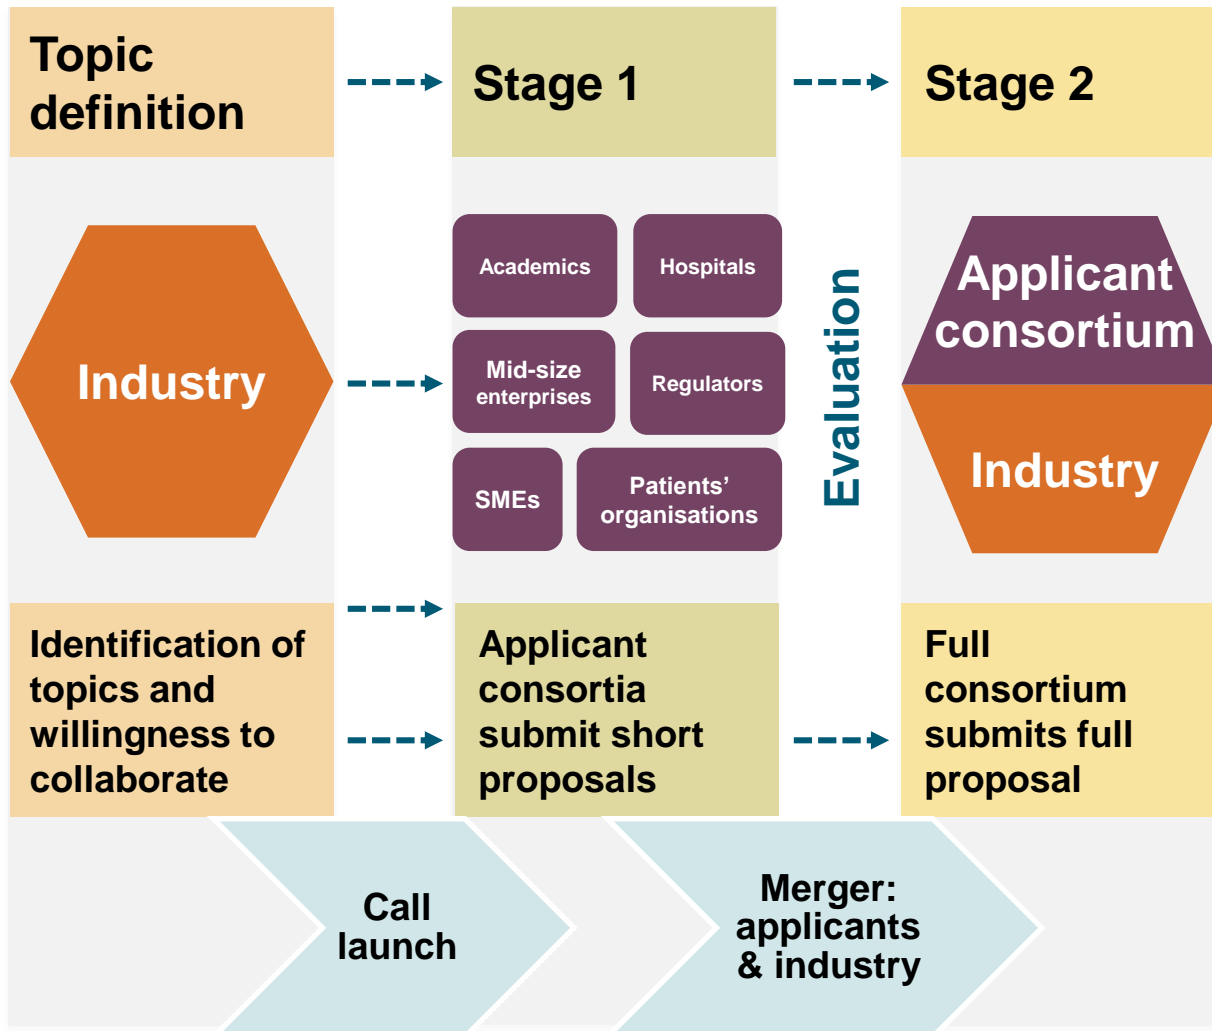 Topic
definition
Stage 1
Stage 2
Industry
Academics
Hospitals
Mid-size
enterprises
Regulators
SMEs
Patients’
organisations
Evaluation
Applicant
consortium
Industry
Identification of
topics and
willingness to
collaborate
Applicant
consortia
submit short
proposals
Full
consortium
submits full
proposal
Call
launch
Merger:
applicants
& industry